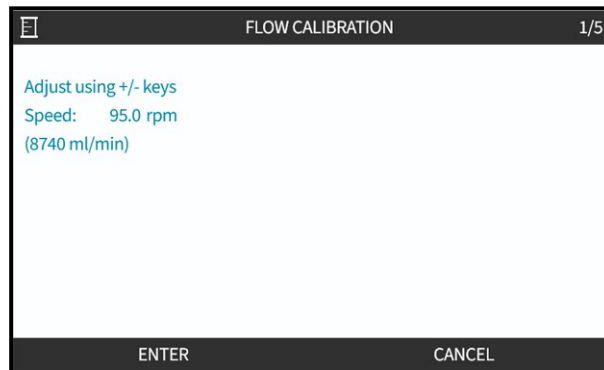 FLOW CALIBRATION 1/5
Adjust using +/- keys
Speed: 95.0 rpm
(8740 ml/min)
ENTER CANCEL